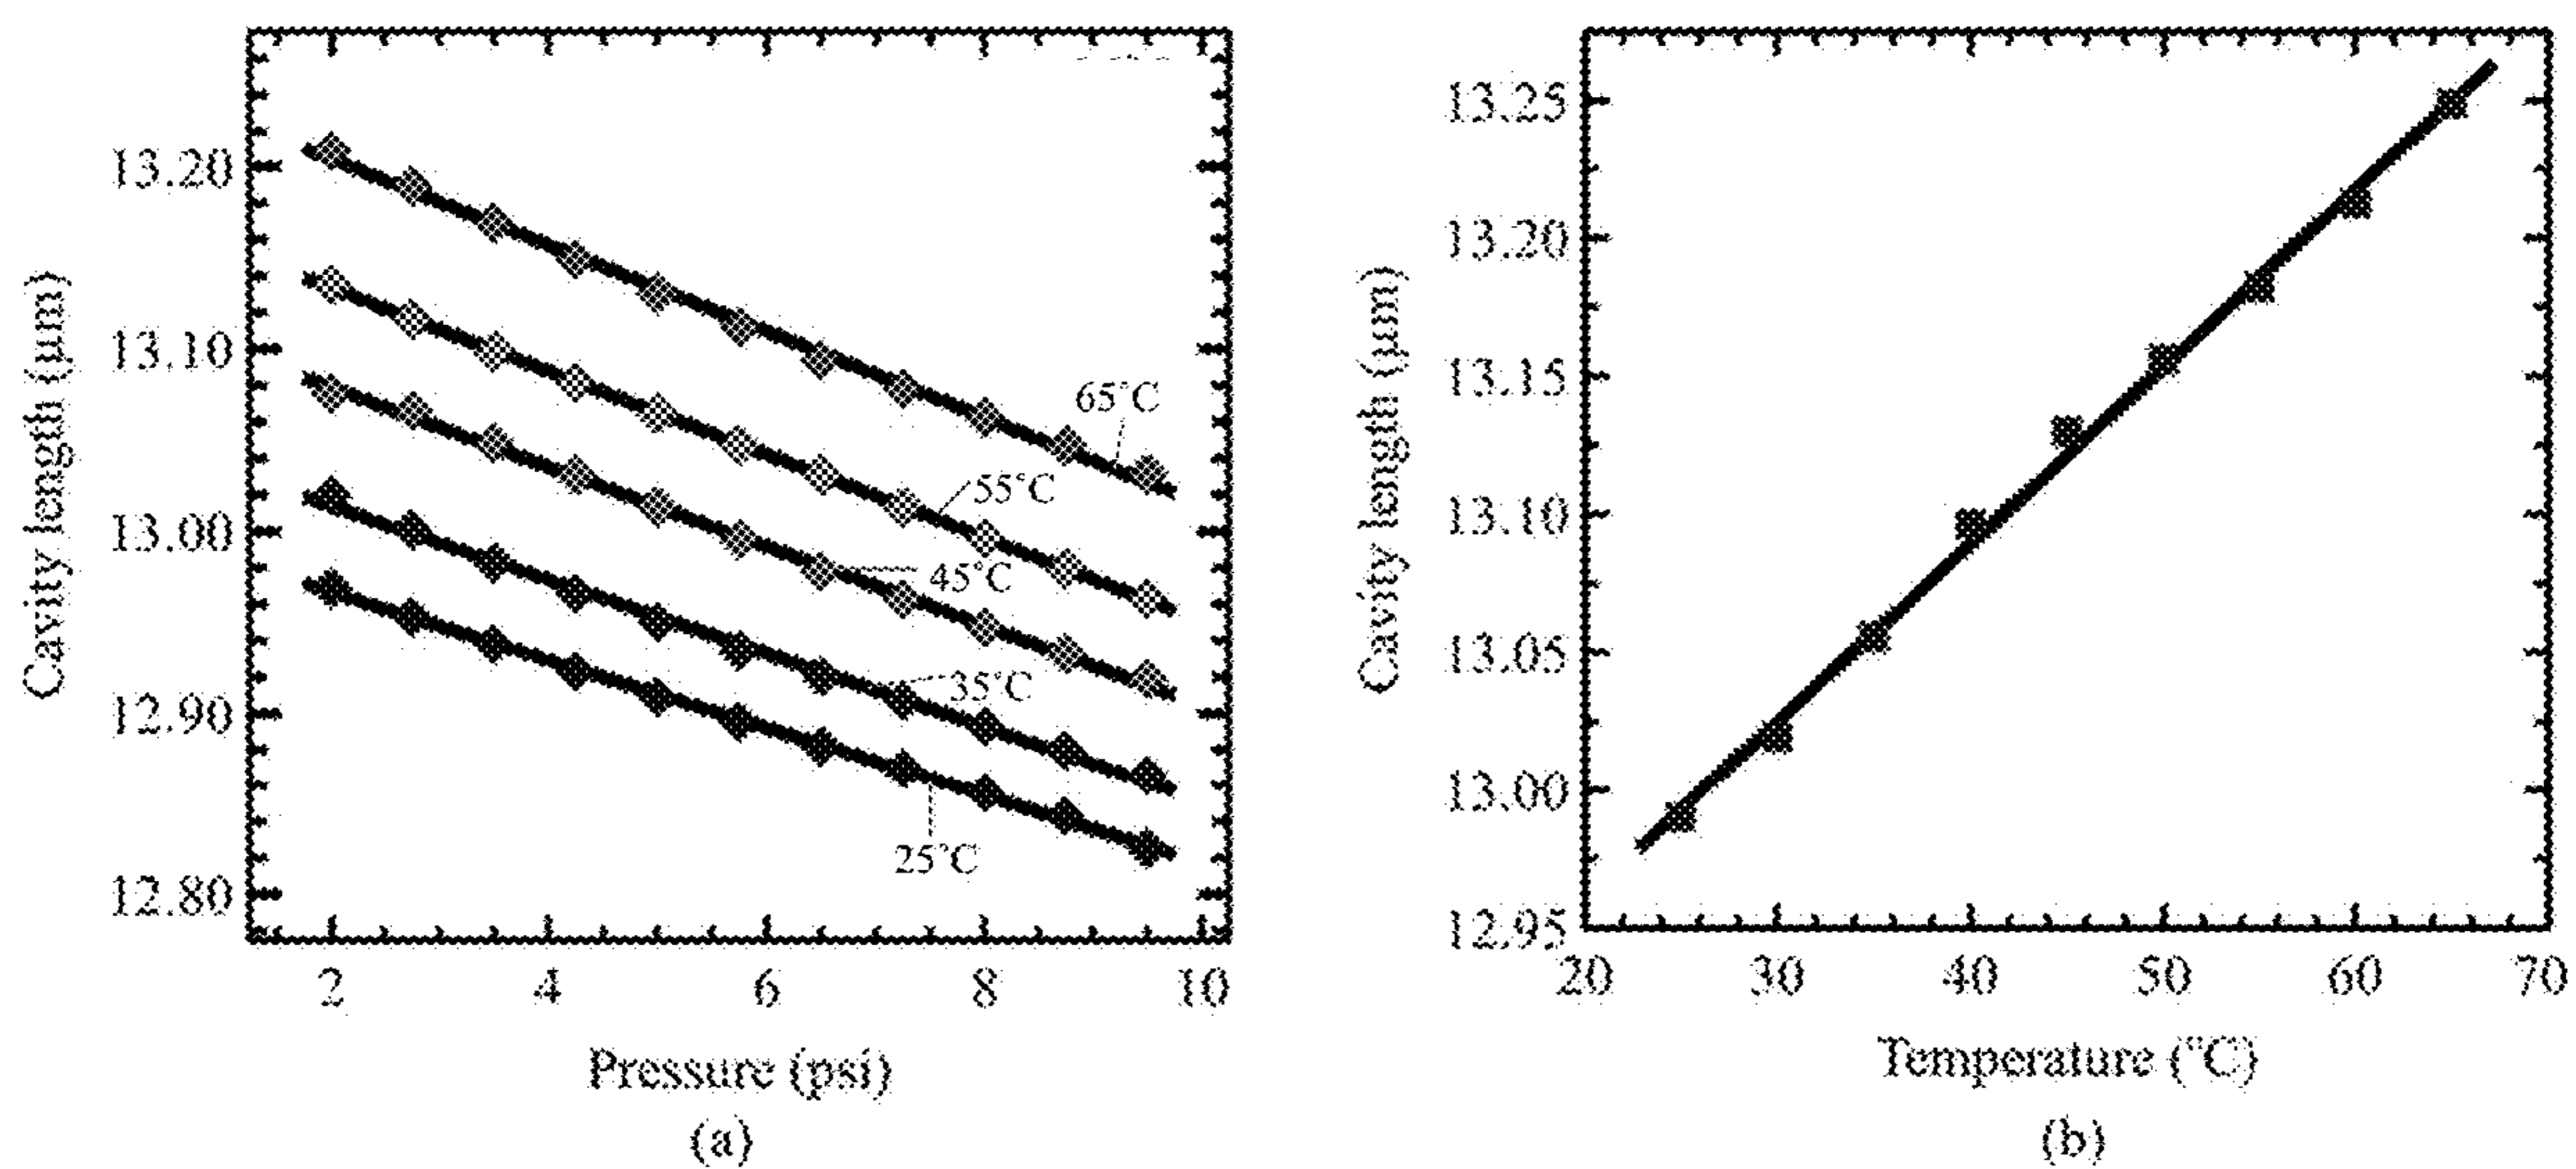 Cavity length (μm)
13.20
13.10
13.00
12.90
12.80
65°C
55°C
45°C
35°C
25°C
2 4 6 8 10
Pressure (psi)
(a)
Cavity length (μm)
13.25
13.20
13.15
13.10
13.05
13.00
12.95
20 30 40 50 60 70
Temperature (°C)
(b)